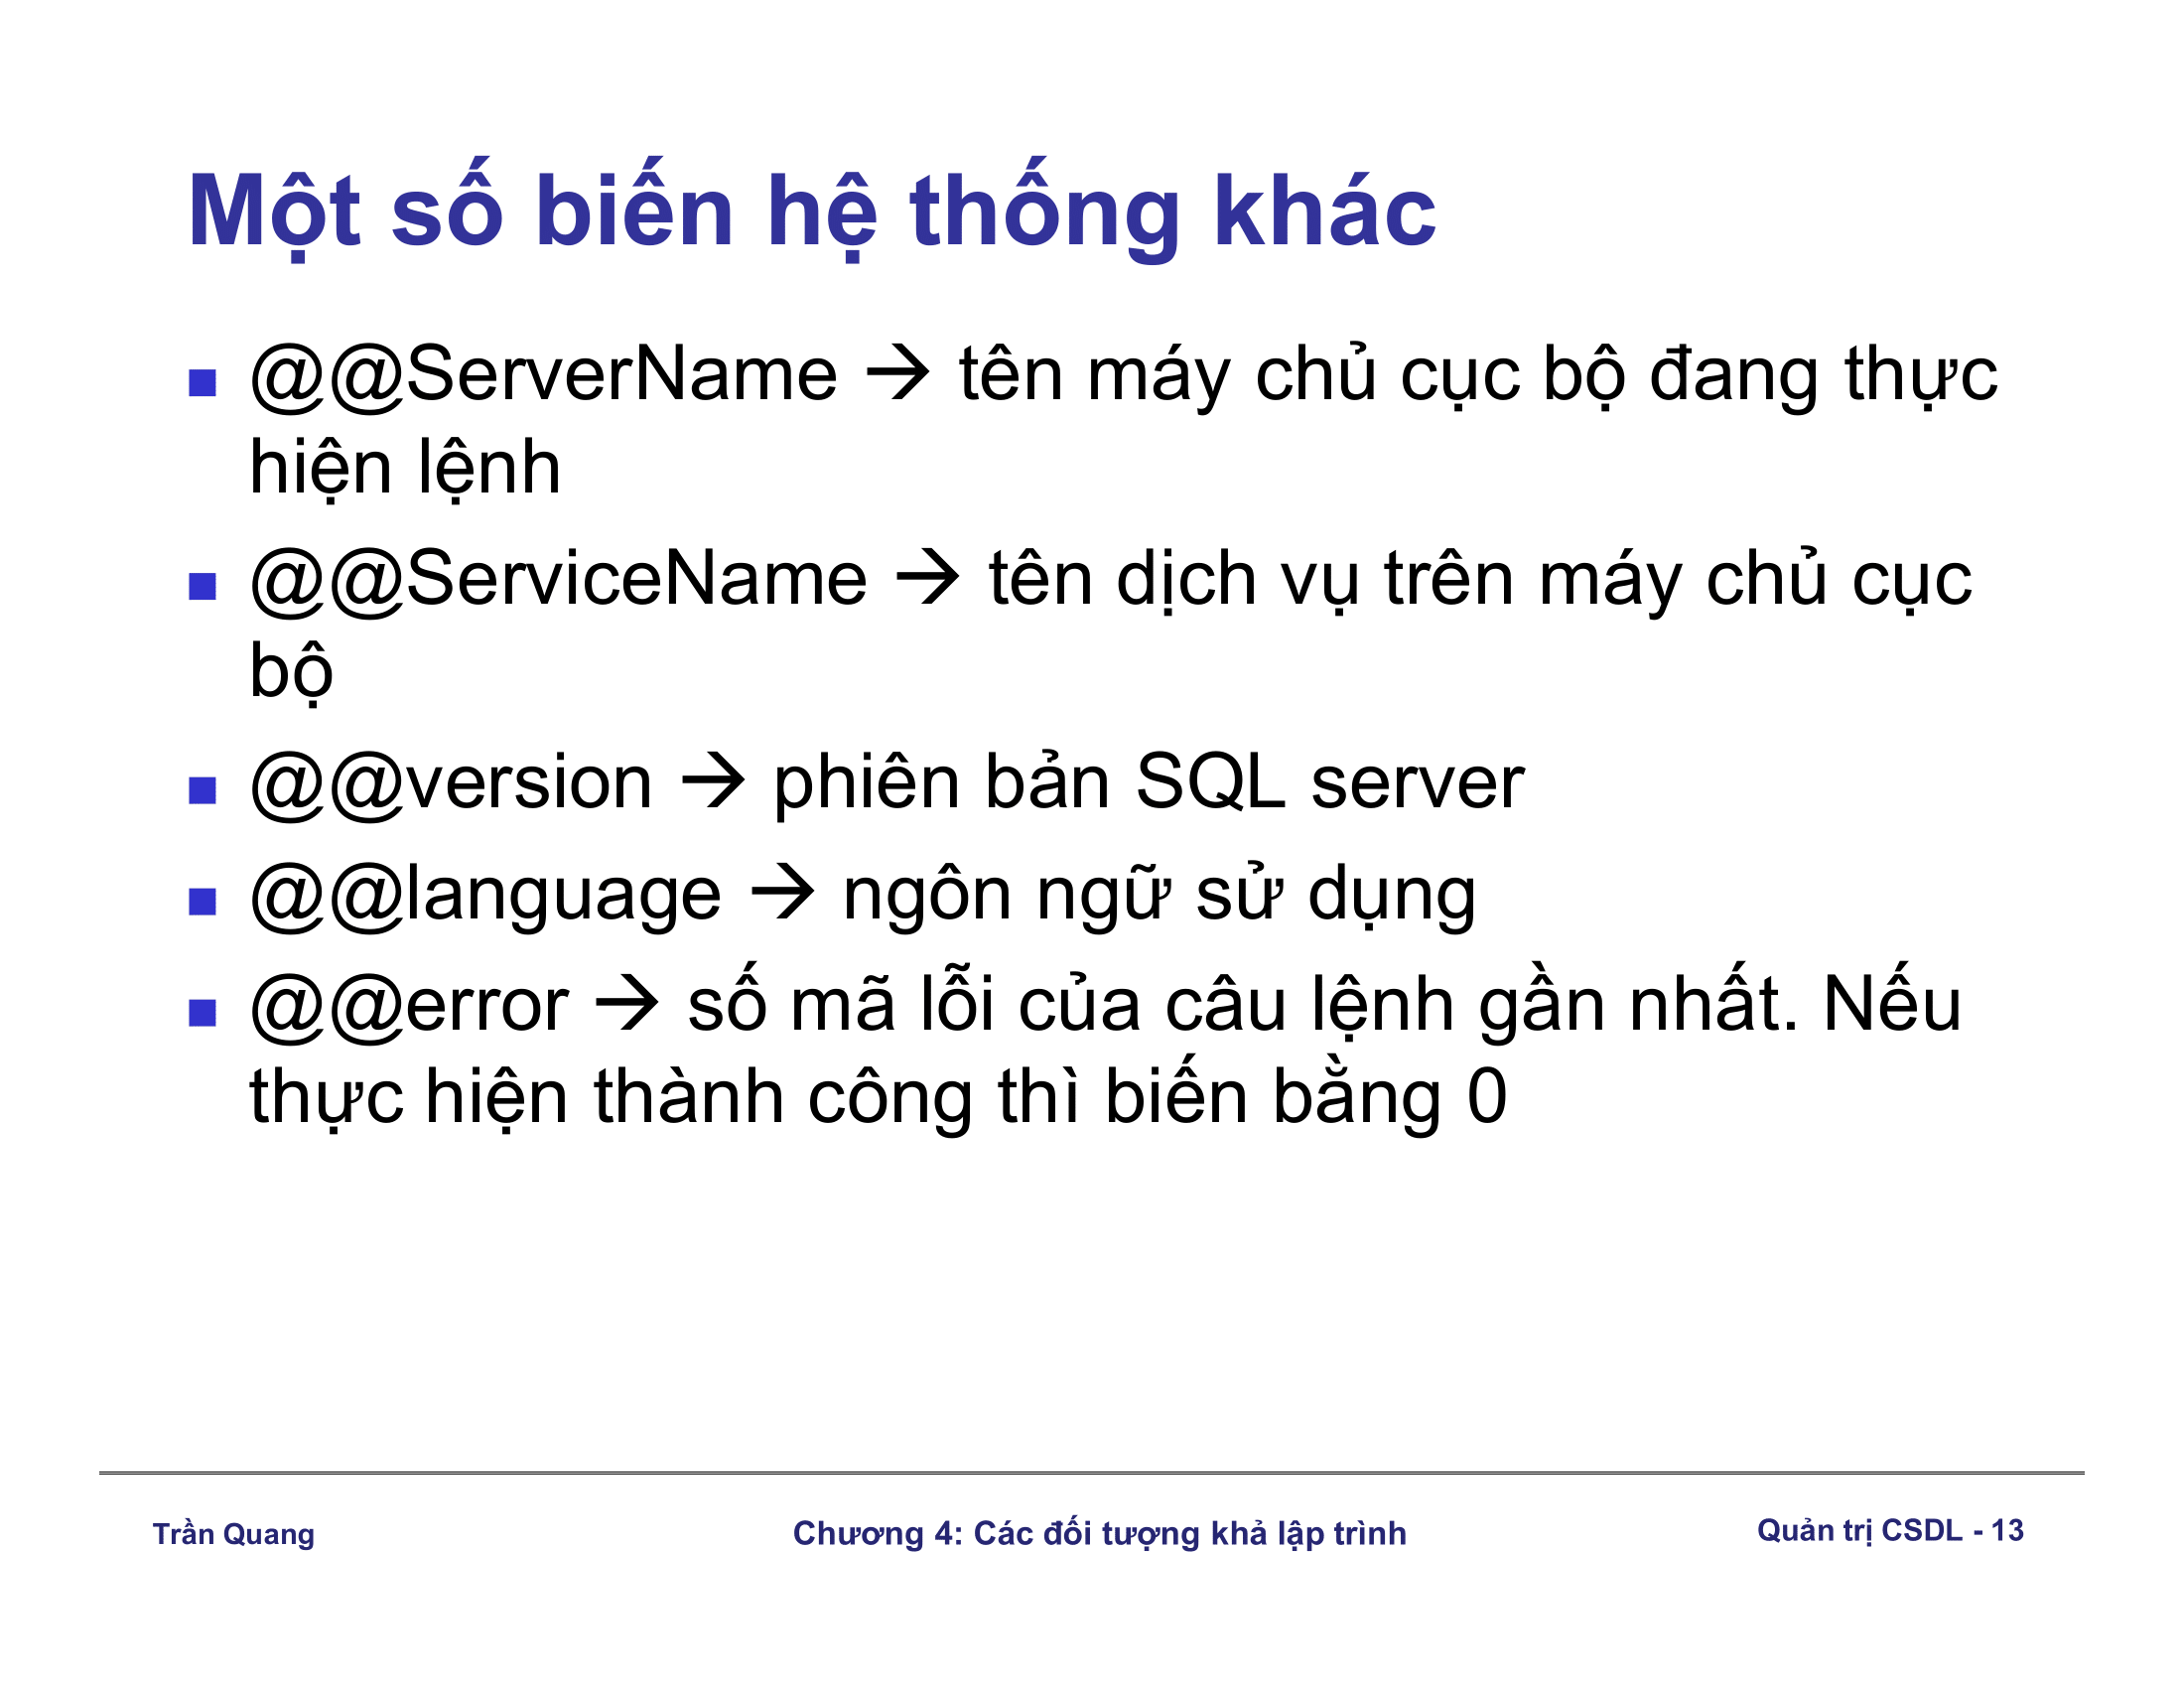 Một số biến hệ thống khác
@@ServerName → tên máy chủ cục bộ đang thực
hiện lệnh
@@ServiceName → tên dịch vụ trên máy chủ cục
bộ
@@version → phiên bản SQL server
@@language → ngôn ngữ sử dụng
@@error → số mã lỗi của câu lệnh gần nhất. Nếu
thực hiện thành công thì biến bằng 0
Trần Quang
Chương 4: Các đối tượng khả lập trình
Quản trị CSDL - 13